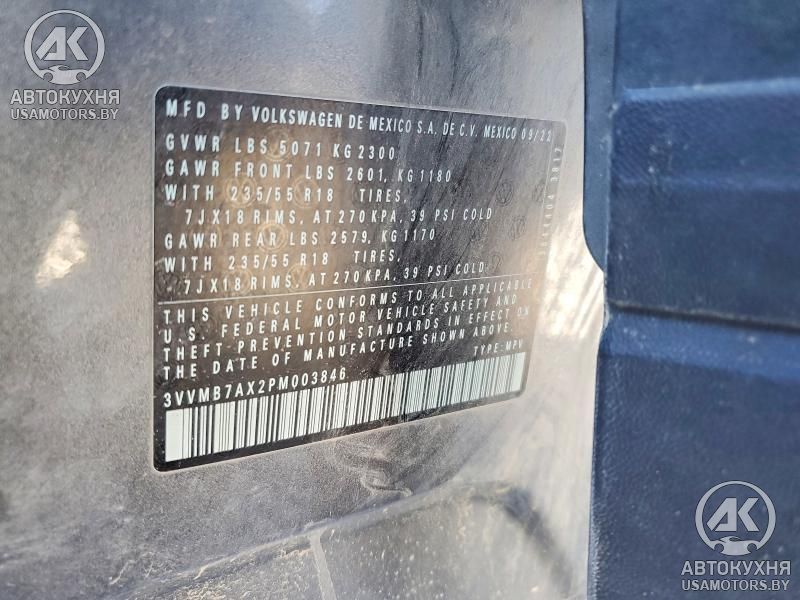 AK
АВТОКУХНЯ
USAMOTORS.BY
MFD BY VOLKSWAGEN DE MEXICO S.A. DE C.V. MEXICO 09/22
GVWR LBS 5071 KG 2300
GAWR FRONT LBS 2601, KG 1180
WITH 235/55 R18 TIRES,
7JX18 RIMS, AT 270 KPA, 39 PSI COLD
GAWR REAR LBS 2579, KG 1170
WITH 235/55 R18 TIRES,
7JX18 RIMS, AT 270 KPA, 39 PSI COLD
THIS VEHICLE CONFORMS TO ALL APPLICABLE
U.S. FEDERAL MOTOR VEHICLE SAFETY AND
THEFT PREVENTION STANDARDS IN EFFECT ON
THE DATE OF MANUFACTURE SHOWN ABOVE.
3VVMB7AX2PM003846 TYPE: MPV
AK
АВТОКУХНЯ
USAMOTORS.BY